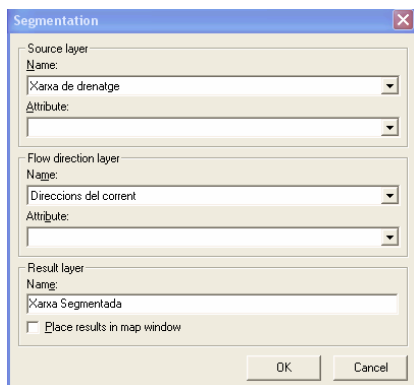 Segmentation
Source layer
Name:
Xarxa de drenatge
Attribute:
Flow direction layer
Name:
Direccions del corrent
Attribute:
Result layer
Name:
Xarxa Segmentada
Place results in map window
OK Cancel